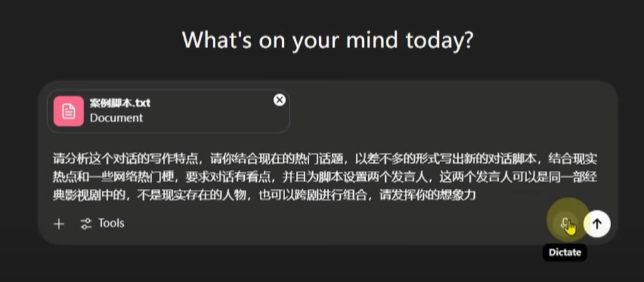 What's on your mind today?
案例脚本.txt
Document
请分析这个对话的写作特点，请你结合现在的热门话题，以差不多的形式写出新的对话脚本，结合现实
热点和一些网络热门梗，要求对话有看点，并且为脚本设置两个发言人，这两个发言人可以是同一部经
典影视剧中的，不是现实存在的人物，也可以跨剧进行组合，请发挥你的想象力
Tools
Dictate